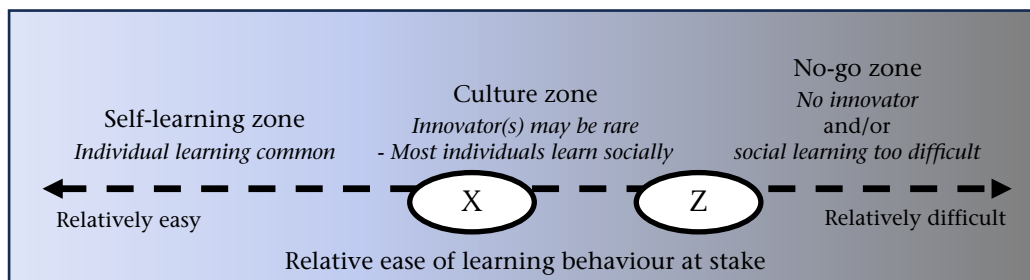 No-go zone
Culture zone
No innovator
Self-learning zone
Innovator(s) may be rare
and/or
Individual learning common
- Most individuals learn socially
social learning too difficult
X
Z
Relatively easy
Relatively difficult
Relative ease of learning behaviour at stake